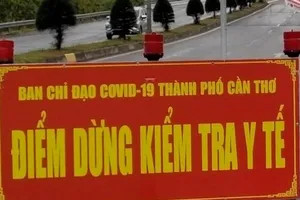 BAN CHỈ ĐẠO COVID-19 THÀNH PHỐ CẦN THƠ
ĐIỂM DỪNG KIỂM TRA Y TẾ